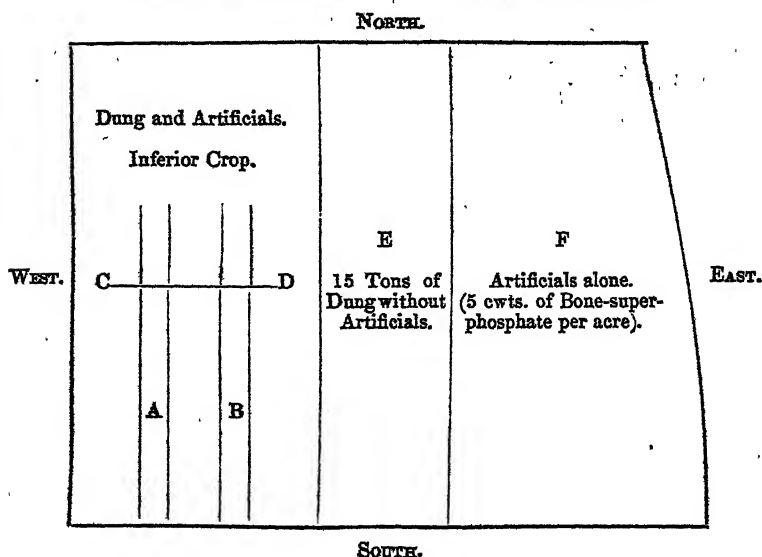 NORTH.
Dung and Artificials.
Inferior Crop.
E
F
WEST.
C
D
15 Tons of
Dung without
Artificials.
Artificials alone.
(5 cwts. of Bone-super-
phosphate per acre).
EAST.
A
B
SOUTH.